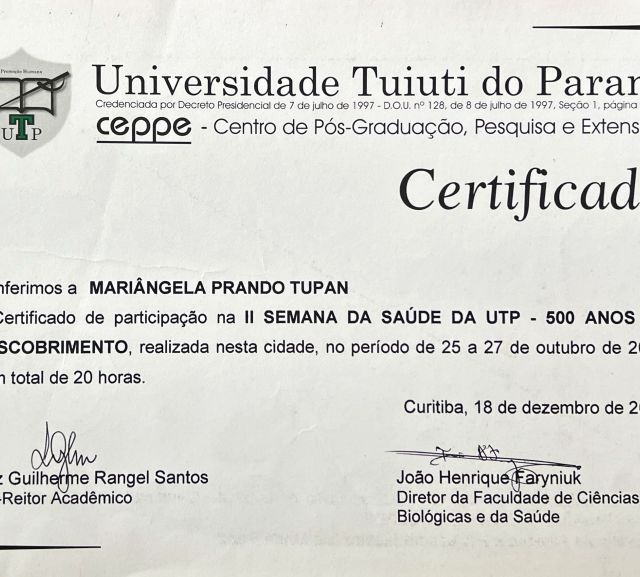 Promoção Humana
UTP
Universidade Tuiuti do Paran
Credenciada por Decreto Presidencial de 7 de julho de 1997 - D.O.U. nº 128, de 8 de julho de 1997, Seção 1, página
ceppe - Centro de Pós-Graduação, Pesquisa e Extens
Certificad
nferimos a MARIÂNGELA PRANDO TUPAN
Certificado de participação na II SEMANA DA SAÚDE DA UTP - 500 ANOS
SCOBRIMENTO, realizada nesta cidade, no período de 25 a 27 de outubro de 20
m total de 20 horas.
Curitiba, 18 de dezembro de 20
z Guilherme Rangel Santos
-Reitor Acadêmico
João Henrique Faryniuk
Diretor da Faculdade de Ciências
Biológicas e da Saúde